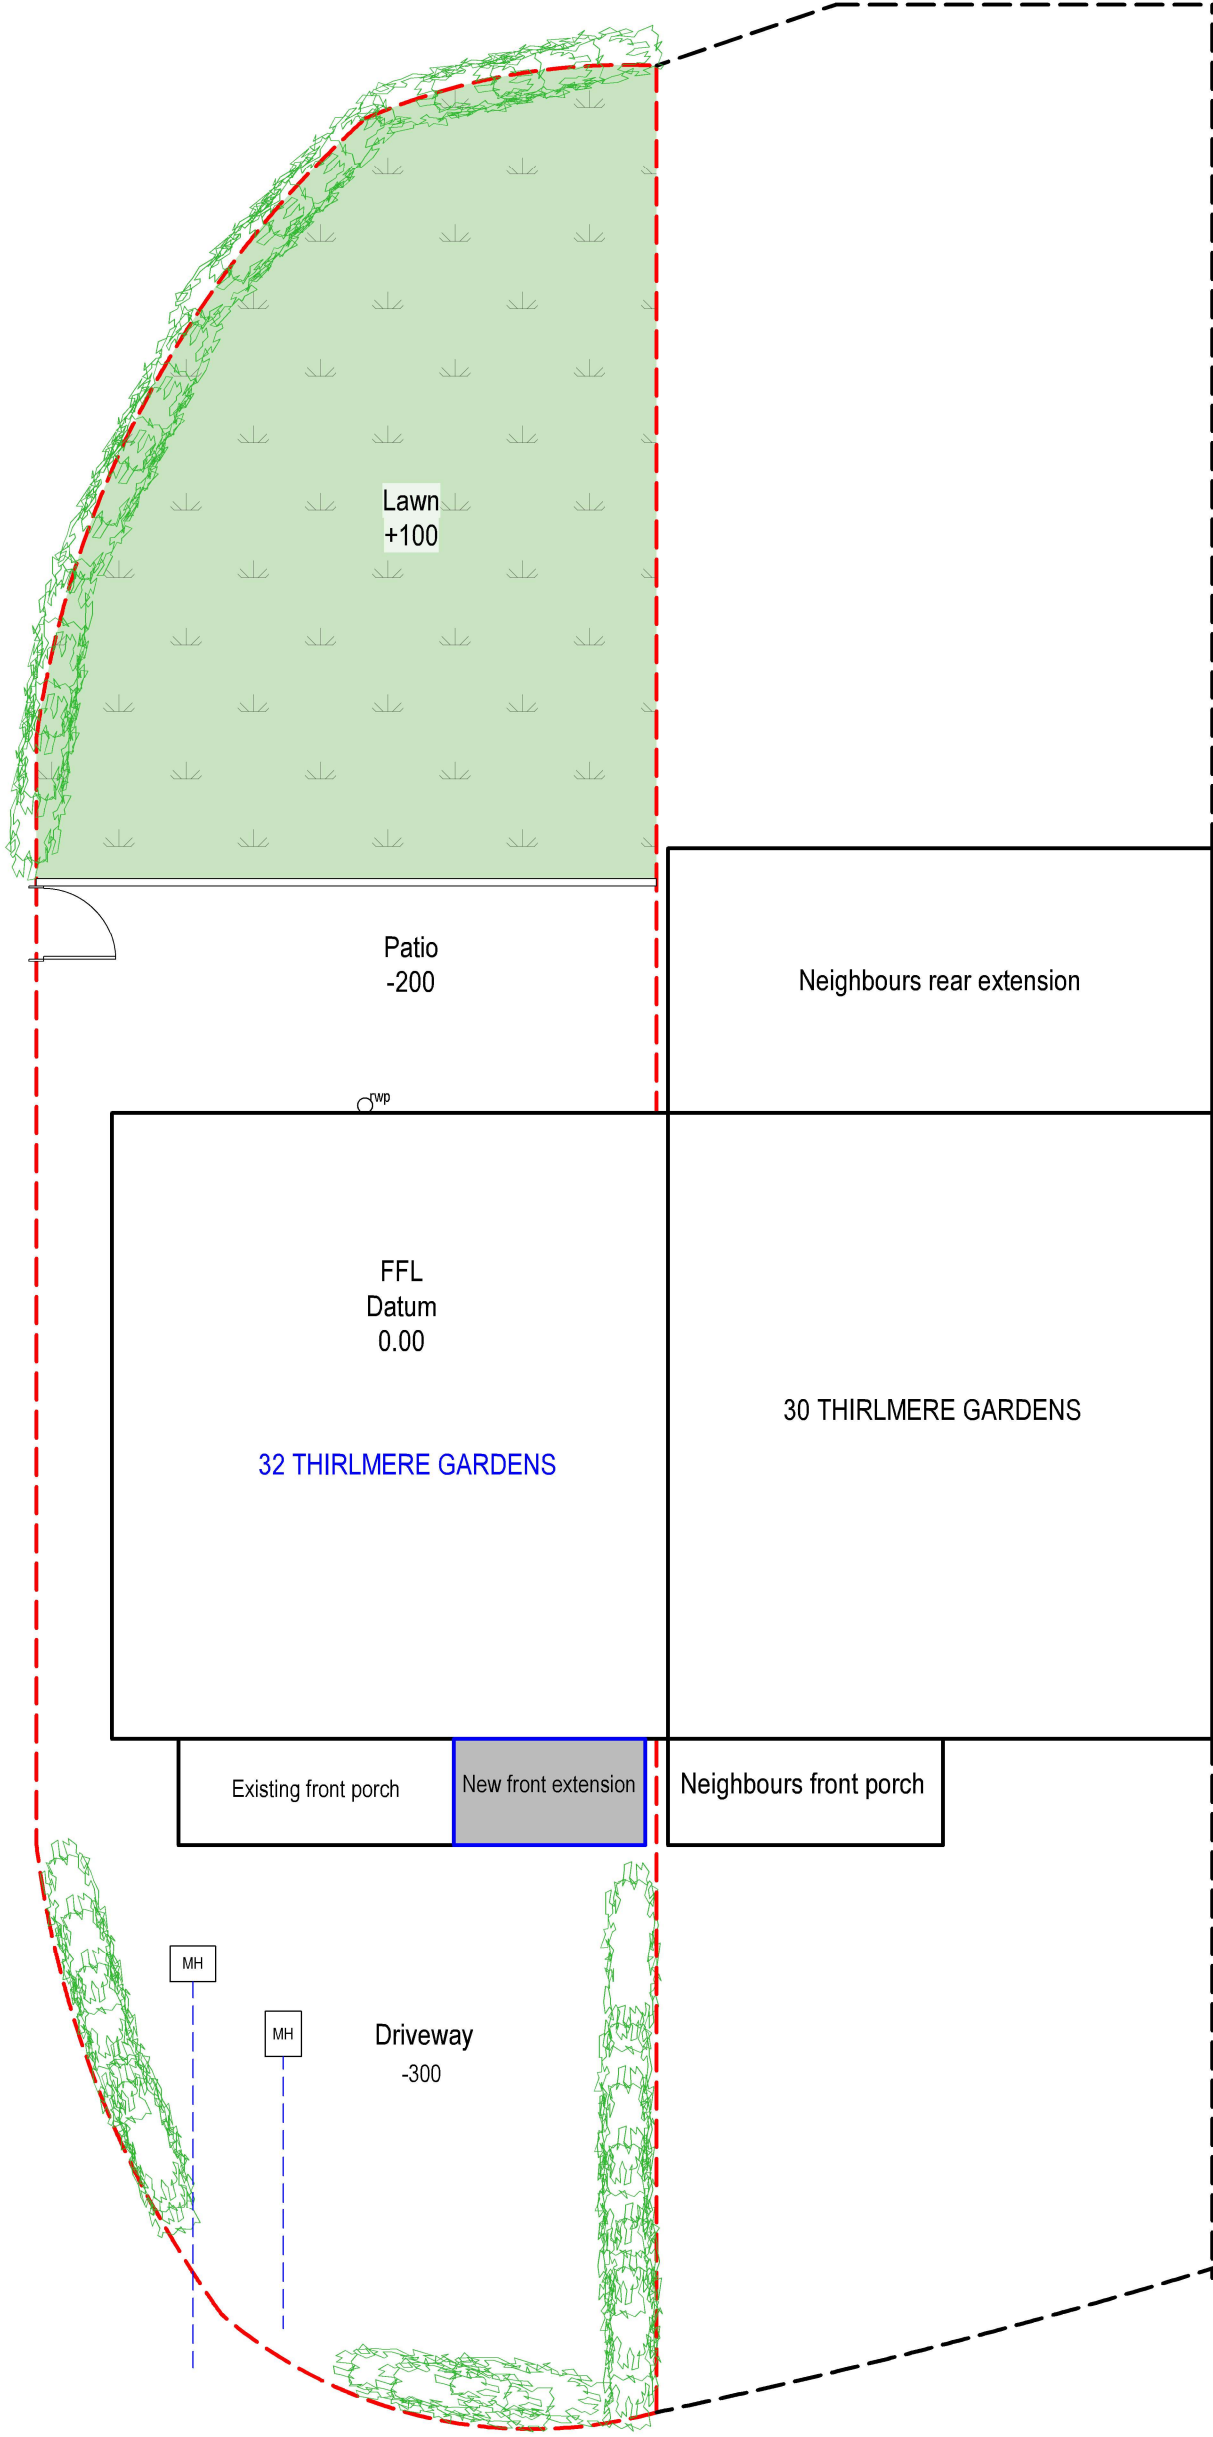 Lawn
+100
Patio
-200
Neighbours rear extension
rwp
FFL
Datum
0.00
30 THIRLMERE GARDENS
32 THIRLMERE GARDENS
Existing front porch
New front extension
Neighbours front porch
MH
MH
Driveway
-300